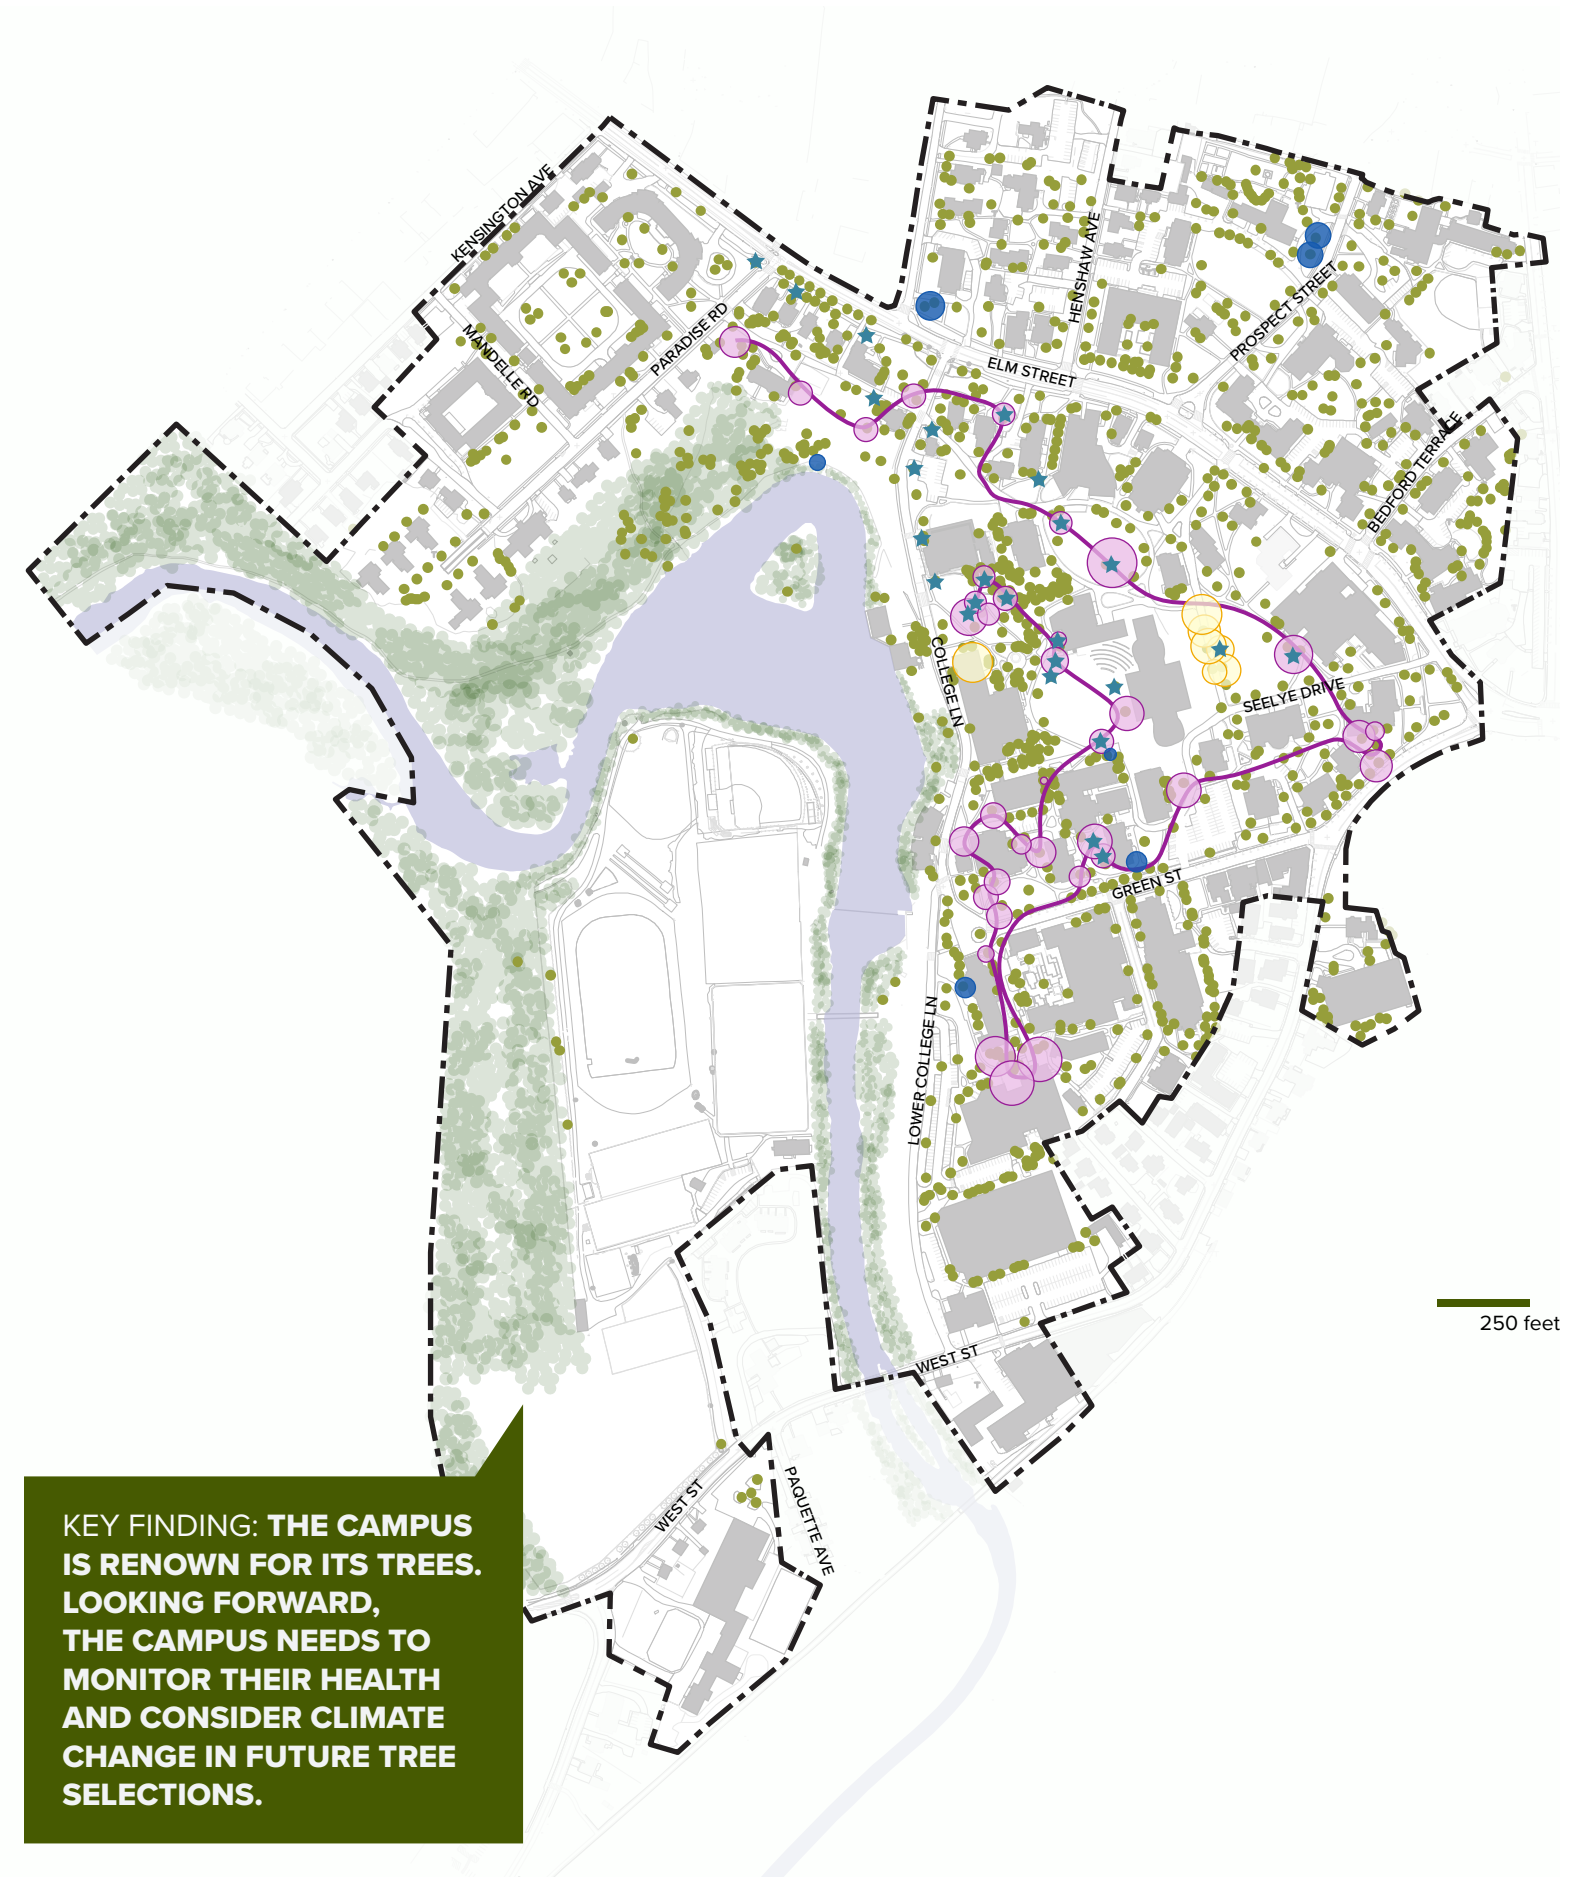 KENSINGTON AVE
HENSHAW AVE
PROSPECT STREET
PARADISE RD
MANDELLE RD
ELM STREET
BEDFORD TERRACE
COLLEGE LN
SEELYE DRIVE
GREEN ST
LOWER COLLEGE LN
250 feet
WEST ST
WEST ST
PAQUETTE AVE
KEY FINDING: THE CAMPUS
IS RENOWN FOR ITS TREES.
LOOKING FORWARD,
THE CAMPUS NEEDS TO
MONITOR THEIR HEALTH
AND CONSIDER CLIMATE
CHANGE IN FUTURE TREE
SELECTIONS.